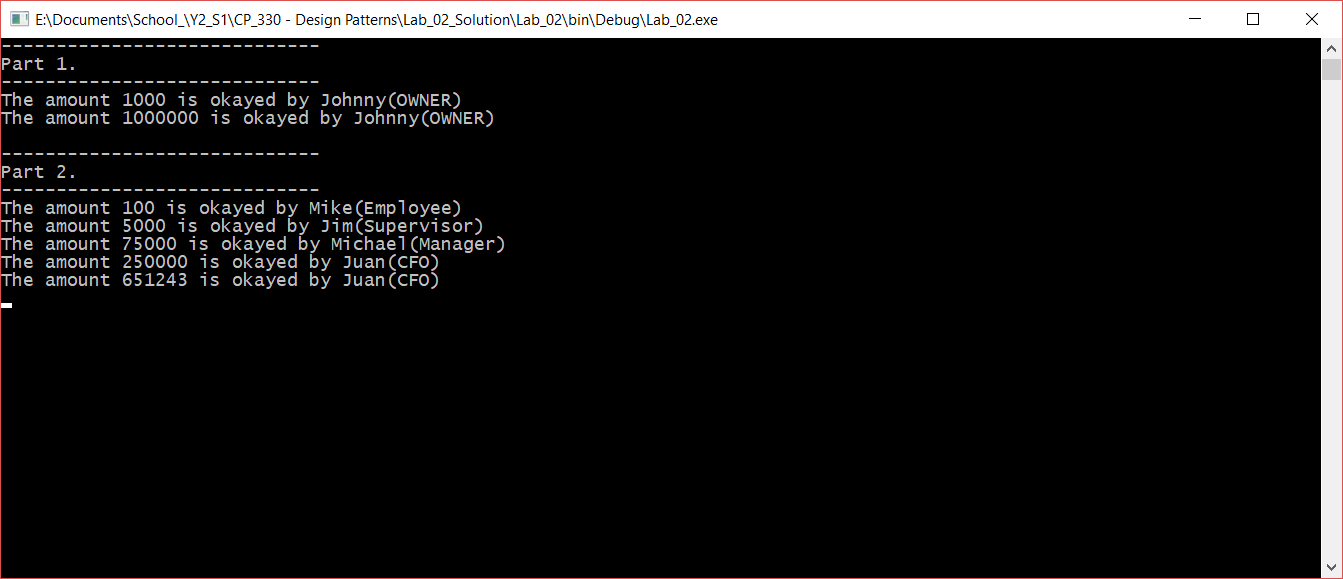 E:\Documents\School_\Y2_S1\CP_330 - Design Patterns\Lab_02_Solution\Lab_02\bin\Debug\Lab_02.exe
-----------------------------
Part 1.
-----------------------------
The amount 1000 is okayed by Johnny(OWNER)
The amount 1000000 is okayed by Johnny(OWNER)
-----------------------------
Part 2.
-----------------------------
The amount 100 is okayed by Mike(Employee)
The amount 5000 is okayed by Jim(Supervisor)
The amount 75000 is okayed by Michael(Manager)
The amount 250000 is okayed by Juan(CFO)
The amount 651243 is okayed by Juan(CFO)